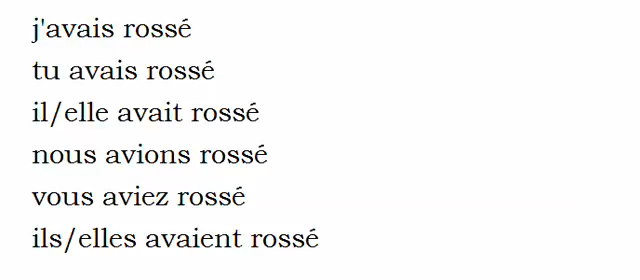 j'avais rossé
tu avais rossé
il/elle avait rossé
nous avions rossé
vous aviez rossé
ils/elles avaient rossé